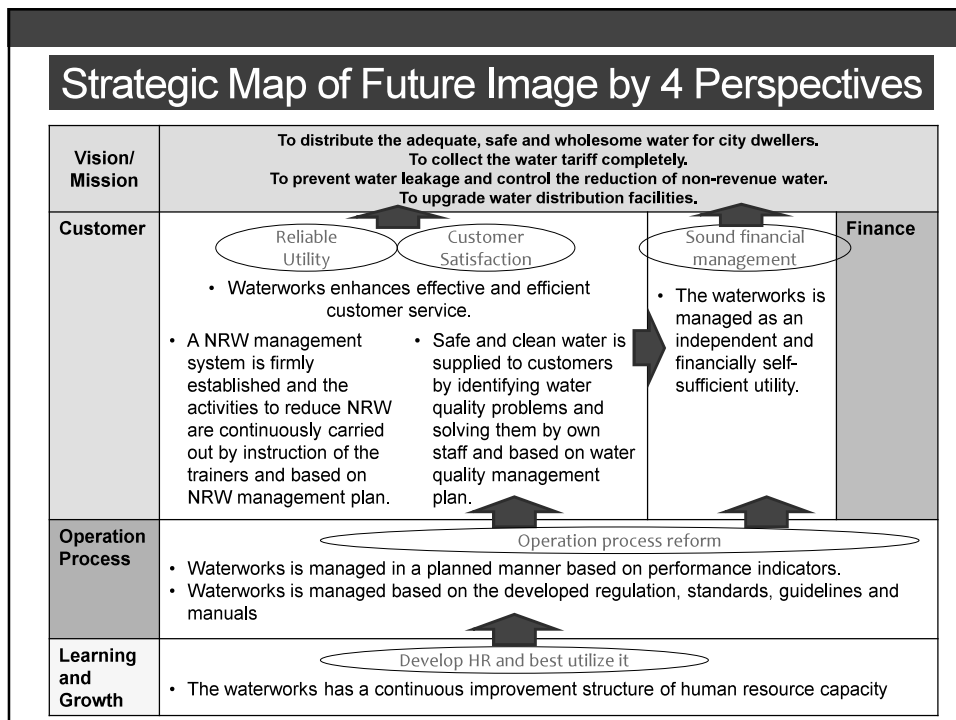 Strategic Map of Future Image by 4 Perspectives
Vision/
Mission
To distribute the adequate, safe and wholesome water for city dwellers.
To collect the water tariff completely.
To prevent water leakage and control the reduction of non-revenue water.
To upgrade water distribution facilities.
Customer
Reliable
Utility
Customer
Satisfaction
• Waterworks enhances effective and efficient
customer service.
• A NRW management
system is firmly
established and the
activities to reduce NRW
are continuously carried
out by instruction of the
trainers and based on
NRW management plan.
• Safe and clean water is
supplied to customers
by identifying water
quality problems and
solving them by own
staff and based on water
quality management
plan.
Sound financial
management
• The waterworks is
managed as an
independent and
financially self-
sufficient utility.
Finance
Operation
Process
Operation process reform
• Waterworks is managed in a planned manner based on performance indicators.
• Waterworks is managed based on the developed regulation, standards, guidelines and
manuals
Learning
and
Growth
Develop HR and best utilize it
• The waterworks has a continuous improvement structure of human resource capacity